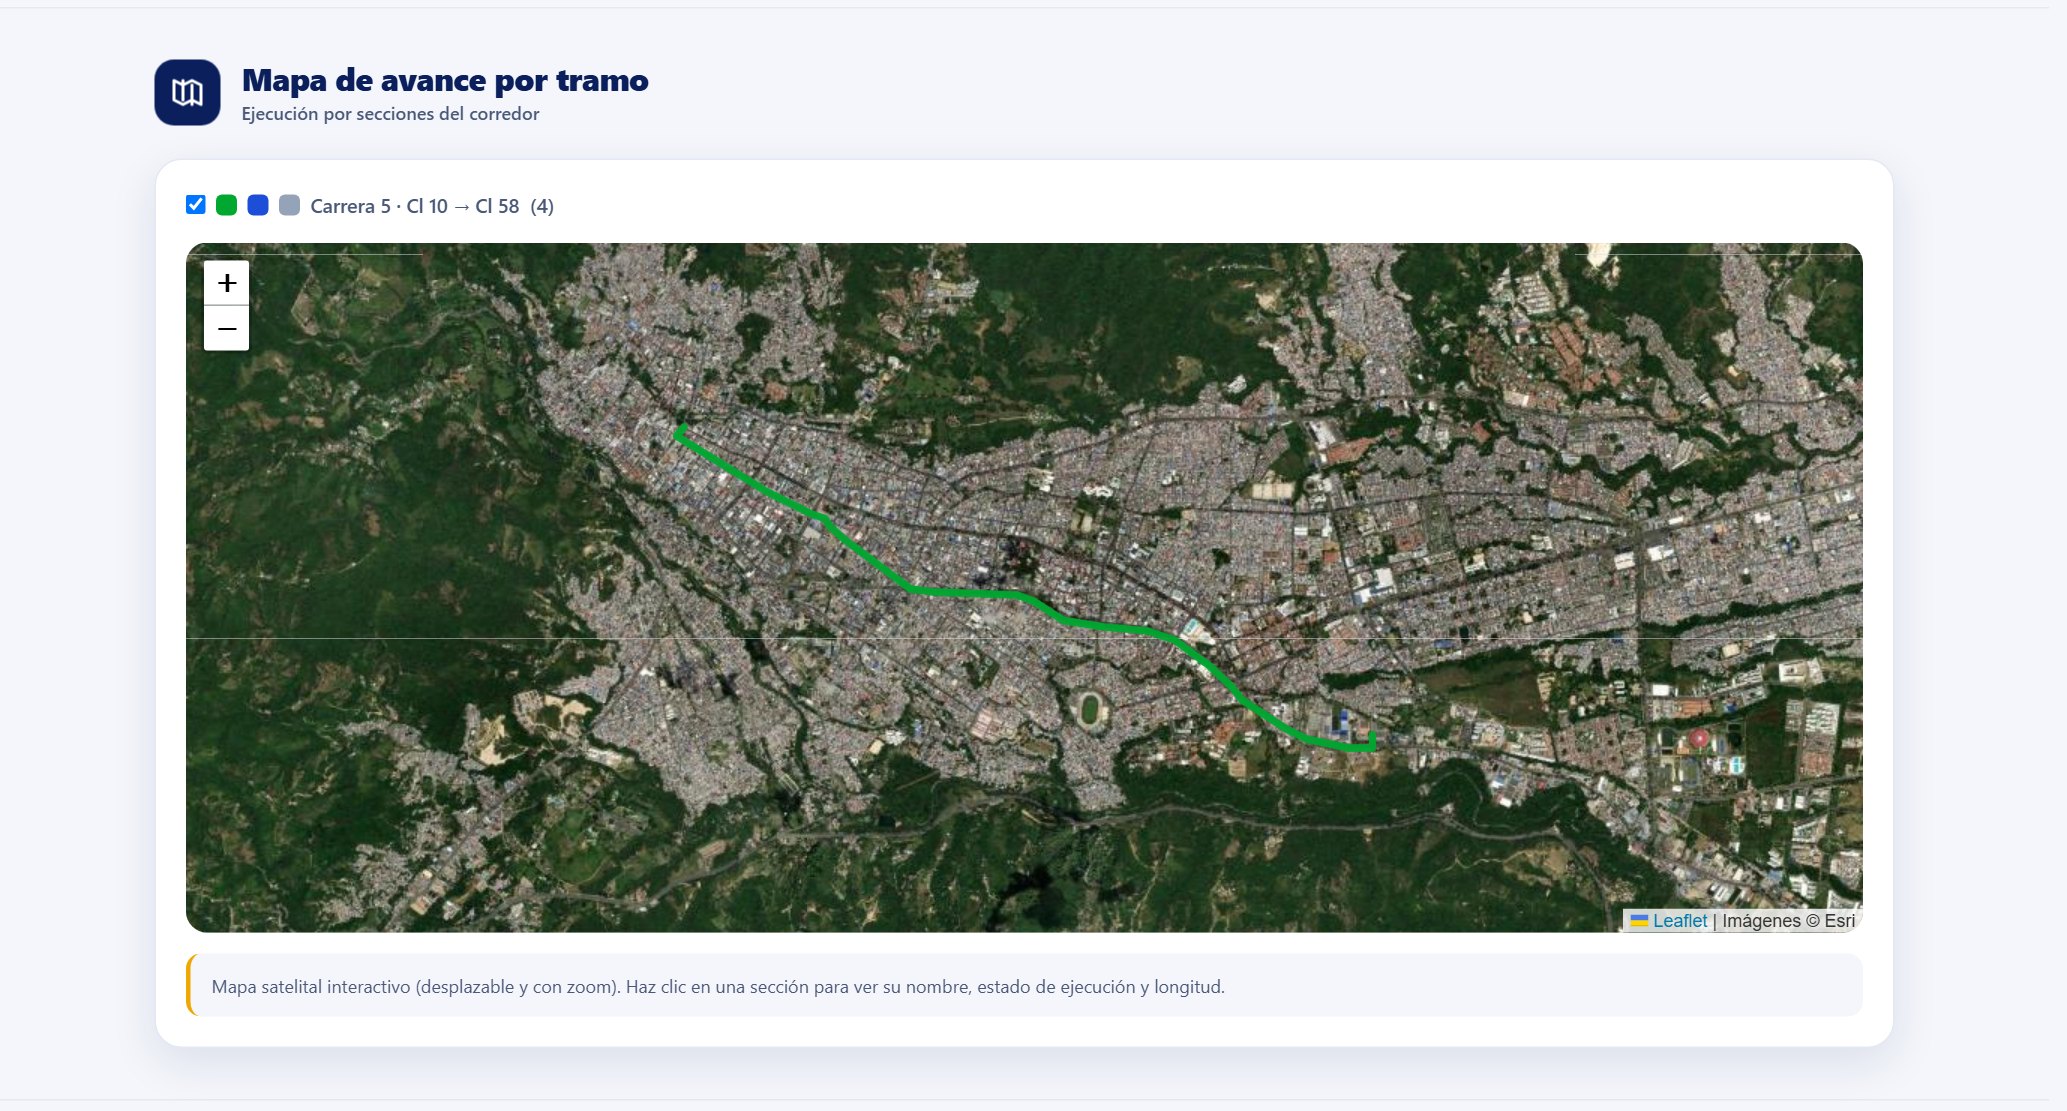 Mapa de avance por tramo
Ejecución por secciones del corredor
Carrera 5 · Cl 10 → Cl 58 (4)
+
−
Leaflet | Imágenes © Esri
Mapa satelital interactivo (desplazable y con zoom). Haz clic en una sección para ver su nombre, estado de ejecución y longitud.